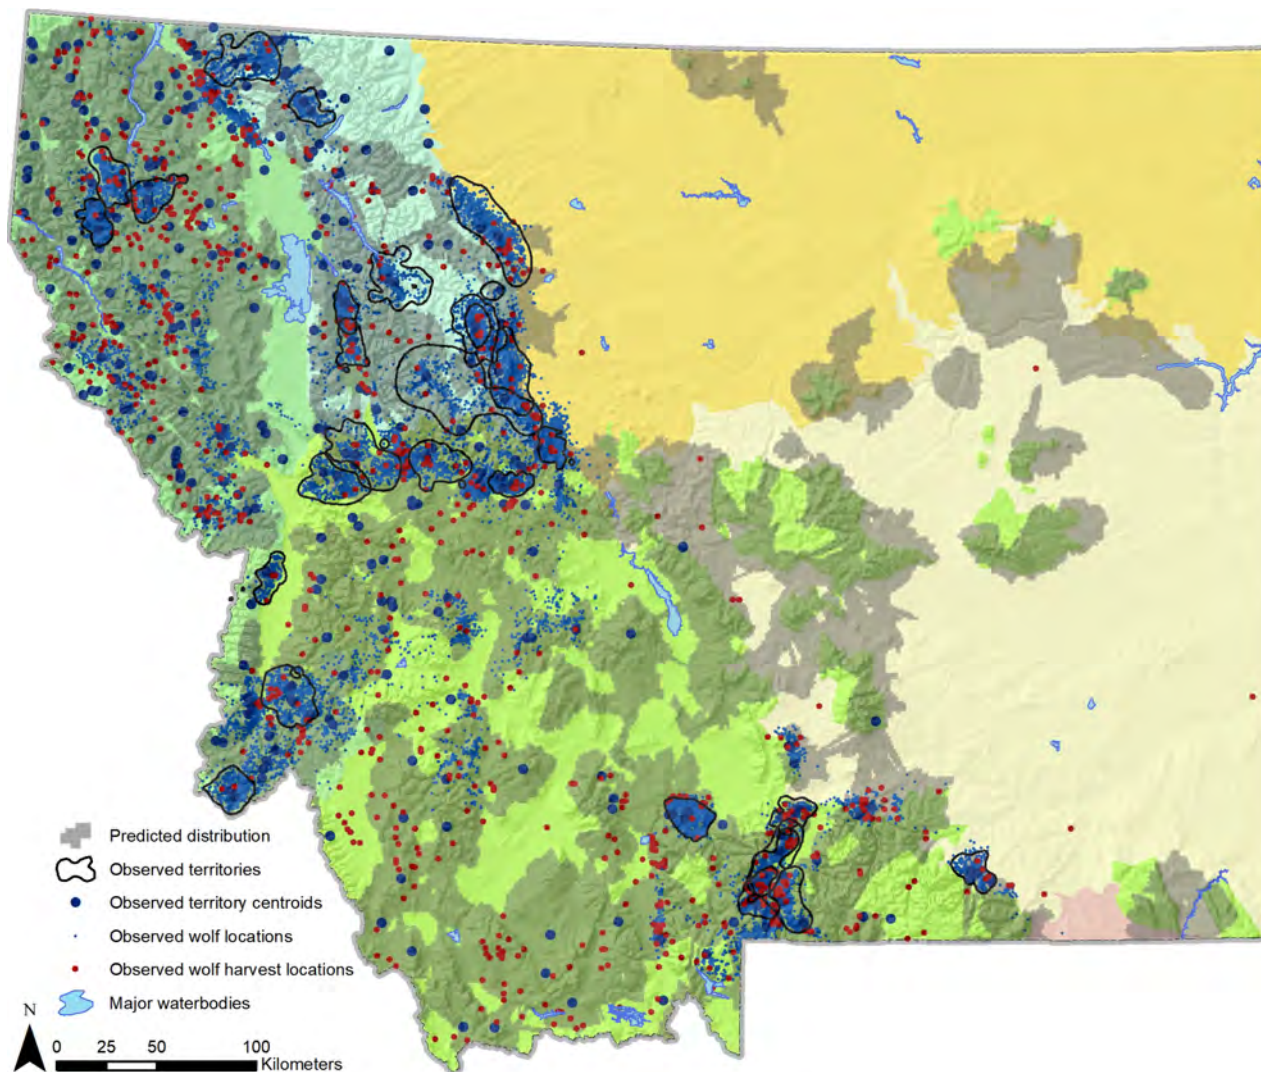 Predicted distribution
Observed territories
Observed territory centroids
Observed wolf locations
Observed wolf harvest locations
Major waterbodies
N
0 25 50 100
Kilometers